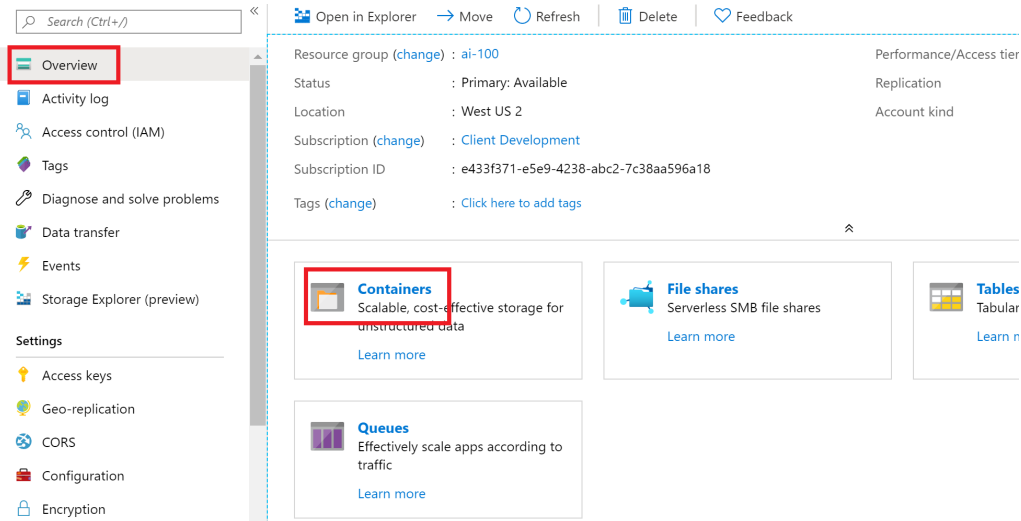 Search (Ctrl+/)
«
Overview
Activity log
Access control (IAM)
Tags
Diagnose and solve problems
Data transfer
Events
Storage Explorer (preview)
Settings
Access keys
Geo-replication
CORS
Configuration
Encryption
Open in Explorer Move Refresh Delete Feedback
Resource group (change) : ai-100
Status : Primary: Available
Location : West US 2
Subscription (change) : Client Development
Subscription ID : e433f371-e5e9-4238-abc2-7c38aa596a18
Tags (change) : Click here to add tags
Performance/Access tier
Replication
Account kind
Containers
Scalable, cost-effective storage for
unstructured data
Learn more
File shares
Serverless SMB file shares
Learn more
Tables
Tabular
Learn m
Queues
Effectively scale apps according to
traffic
Learn more